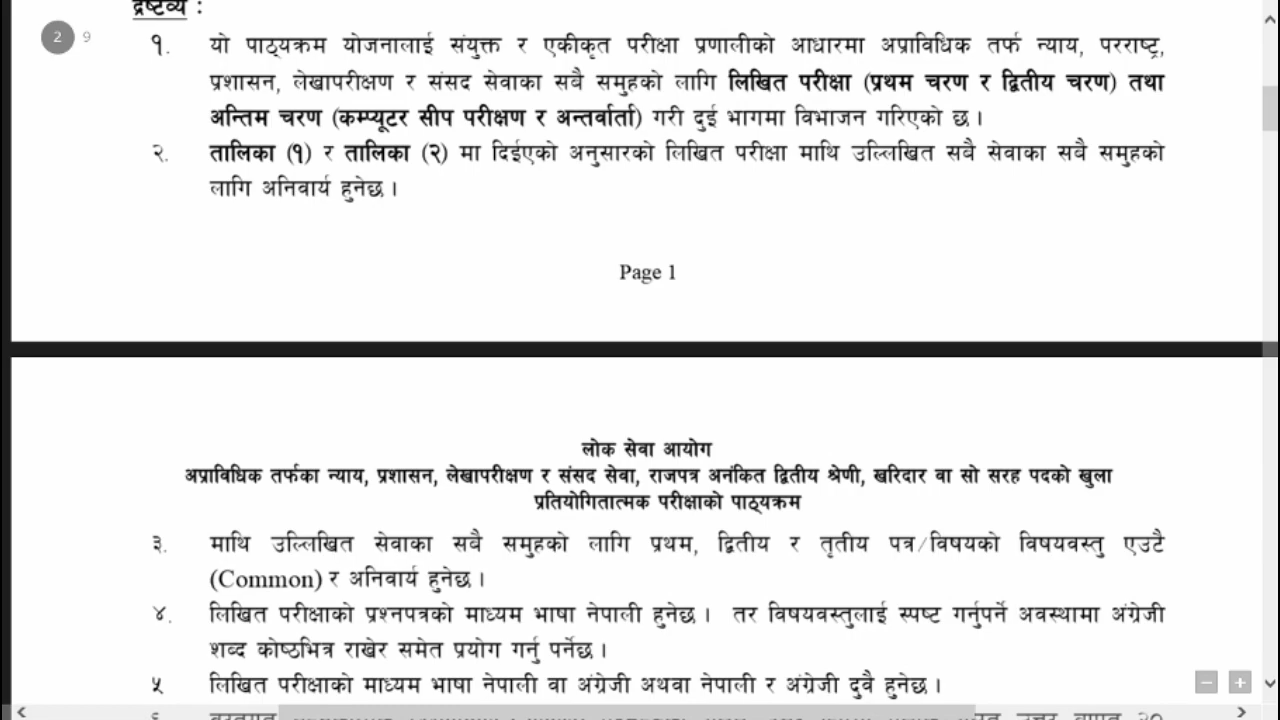 द्रष्टव्य :
2 9
१. यो पाठ्यक्रम योजनालाई संयुक्त र एकीकृत परीक्षा प्रणालीको आधारमा अप्राविधिक तर्फ न्याय, परराष्ट्र,
प्रशासन, लेखापरीक्षण र संसद सेवाका सबै समुहको लागि लिखित परीक्षा (प्रथम चरण र द्वितीय चरण) तथा
अन्तिम चरण (कम्प्यूटर सीप परीक्षण र अन्तर्वार्ता) गरी दुई भागमा विभाजन गरिएको छ ।
२. तालिका (१) र तालिका (२) मा दिईएको अनुसारको लिखित परीक्षा माथि उल्लिखित सबै सेवाका सबै समुहको
लागि अनिवार्य हुनेछ ।
Page 1
लोक सेवा आयोग
अप्राविधिक तर्फका न्याय, प्रशासन, लेखापरीक्षण र संसद सेवा, राजपत्र अनंकित द्वितीय श्रेणी, खरिदार वा सो सरह पदको खुला
प्रतियोगितात्मक परीक्षाको पाठ्यक्रम
३. माथि उल्लिखित सेवाका सबै समुहको लागि प्रथम, द्वितीय र तृतीय पत्र/विषयको विषयवस्तु एउटै
(Common) र अनिवार्य हुनेछ ।
४. लिखित परीक्षाको प्रश्नपत्रको माध्यम भाषा नेपाली हुनेछ । तर विषयवस्तुलाई स्पष्ट गर्नुपर्ने अवस्थामा अंग्रेजी
शब्द कोष्ठभित्र राखेर समेत प्रयोग गर्नु पर्नेछ ।
५ लिखित परीक्षाको माध्यम भाषा नेपाली वा अंग्रेजी अथवा नेपाली र अंग्रेजी दुवै हुनेछ ।